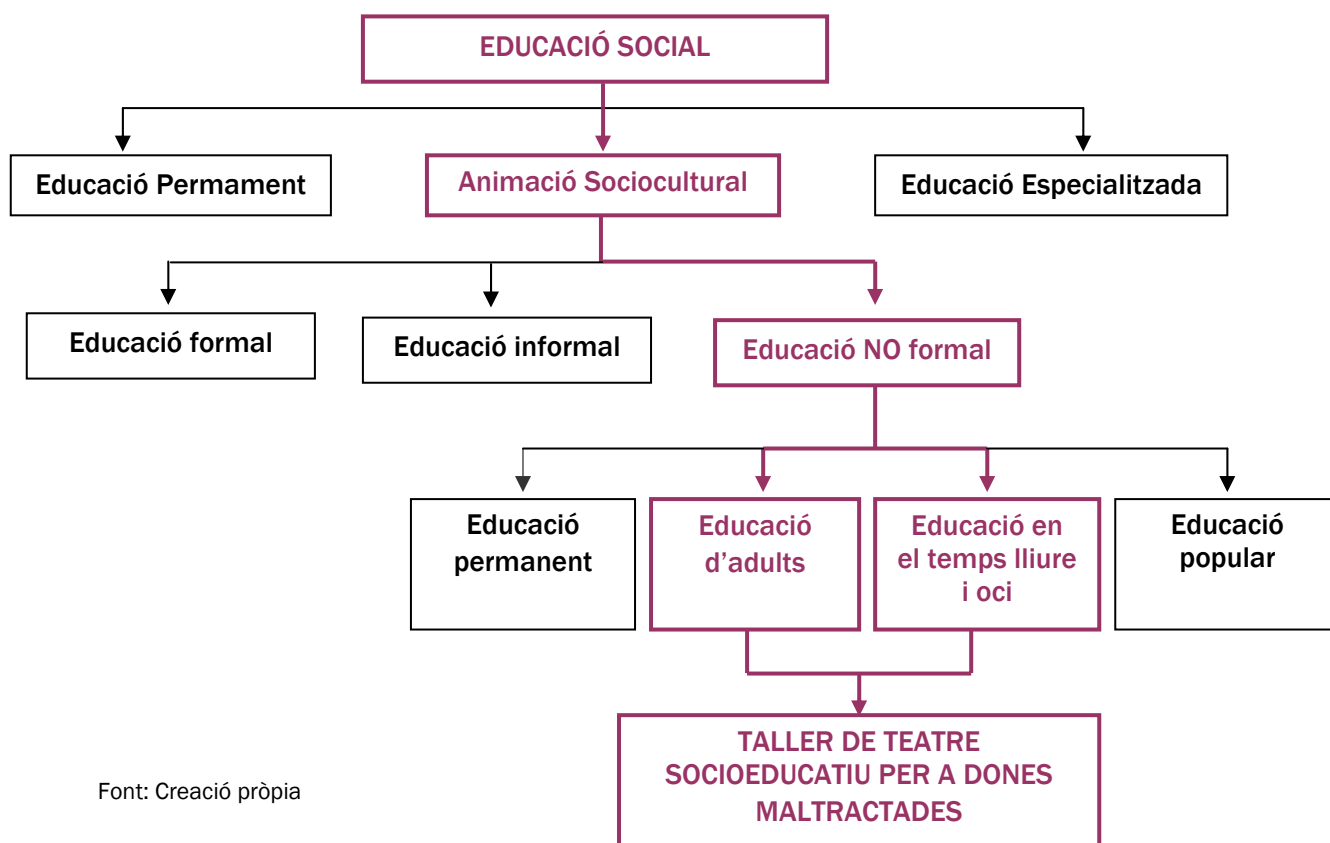 EDUCACIÓ SOCIAL
Educació Permament
Animació Sociocultural
Educació Especialitzada
Educació formal
Educació informal
Educació NO formal
Educació
permanent
Educació
d'adults
Educació en
el temps lliure
i oci
Educació
popular
TALLER DE TEATRE
SOCIOEDUCATIU PER A DONES
MALTRACTADES
Font: Creació pròpia